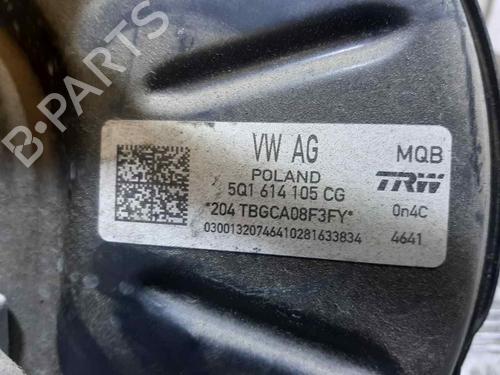 VW AG
MQB
POLAND
TRW
5Q1 614 105 CG
*204 TBGCA08F3FY*
0n4C
03001320746410281633834
4641
B-PARTS